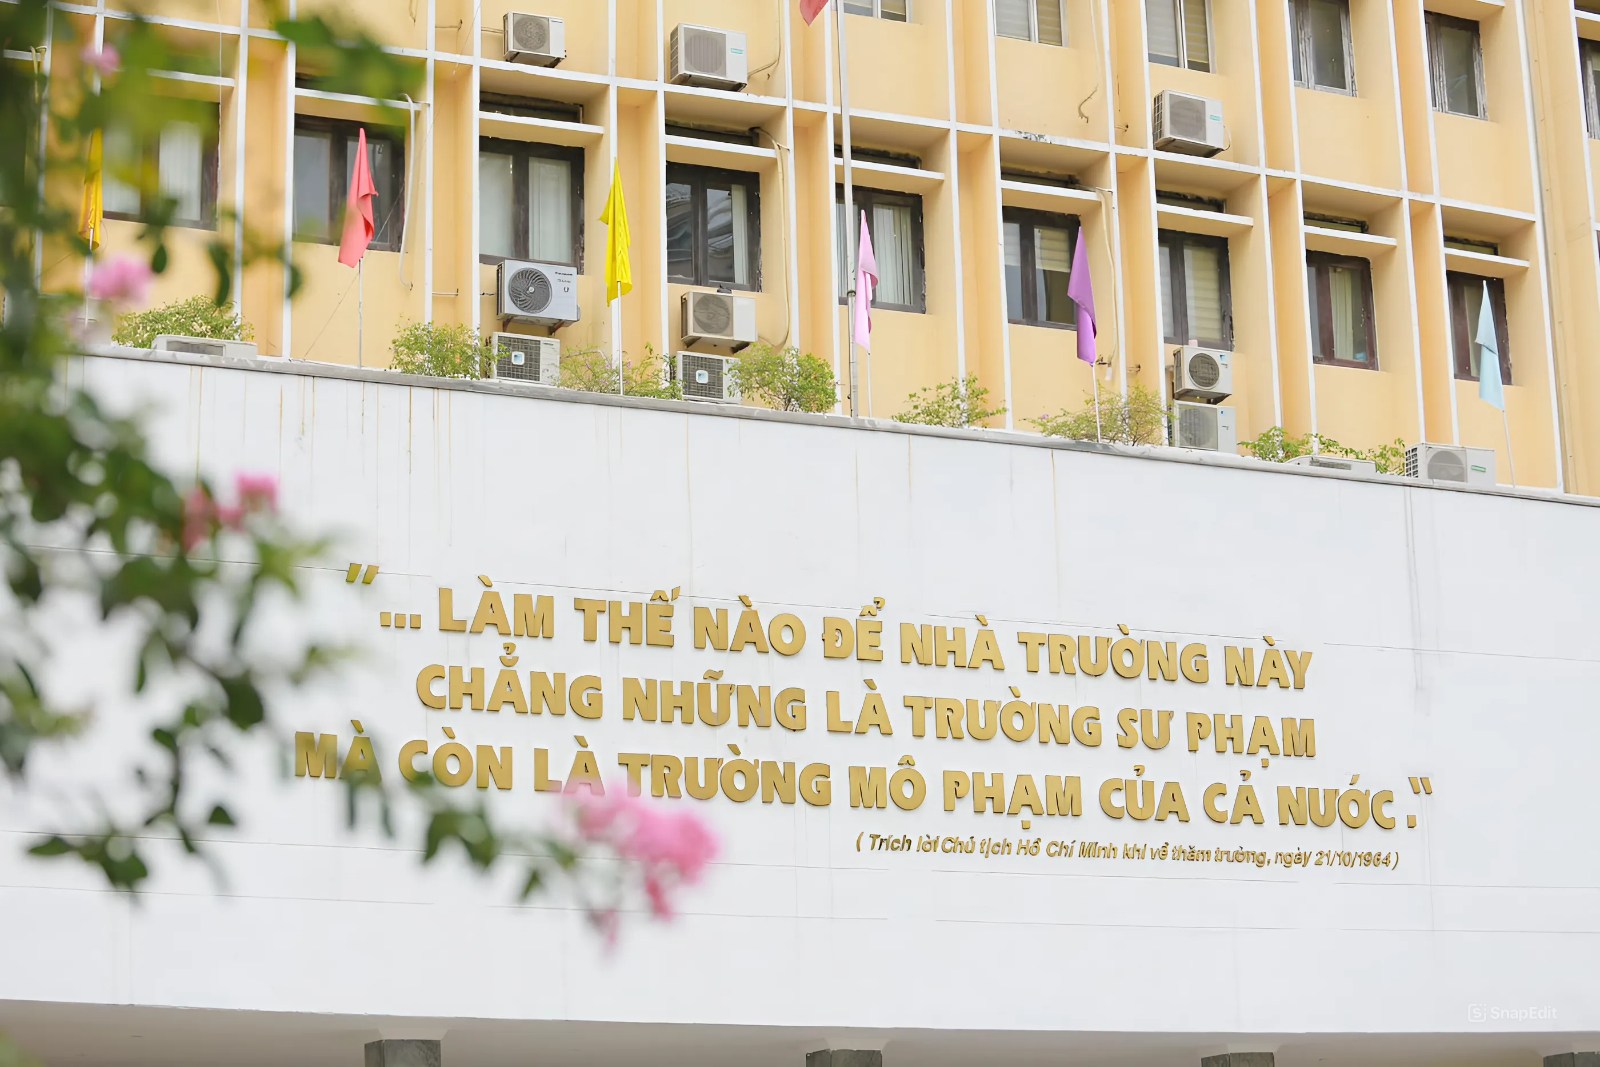 "... LÀM THẾ NÀO ĐỂ NHÀ TRƯỜNG NÀY
CHẲNG NHỮNG LÀ TRƯỜNG SƯ PHẠM
MÀ CÒN LÀ TRƯỜNG MÔ PHẠM CỦA CẢ NƯỚC."
( Trích lời Chủ tịch Hồ Chí Minh khi về thăm trường, ngày 21/10/1964 )
SnapEdit